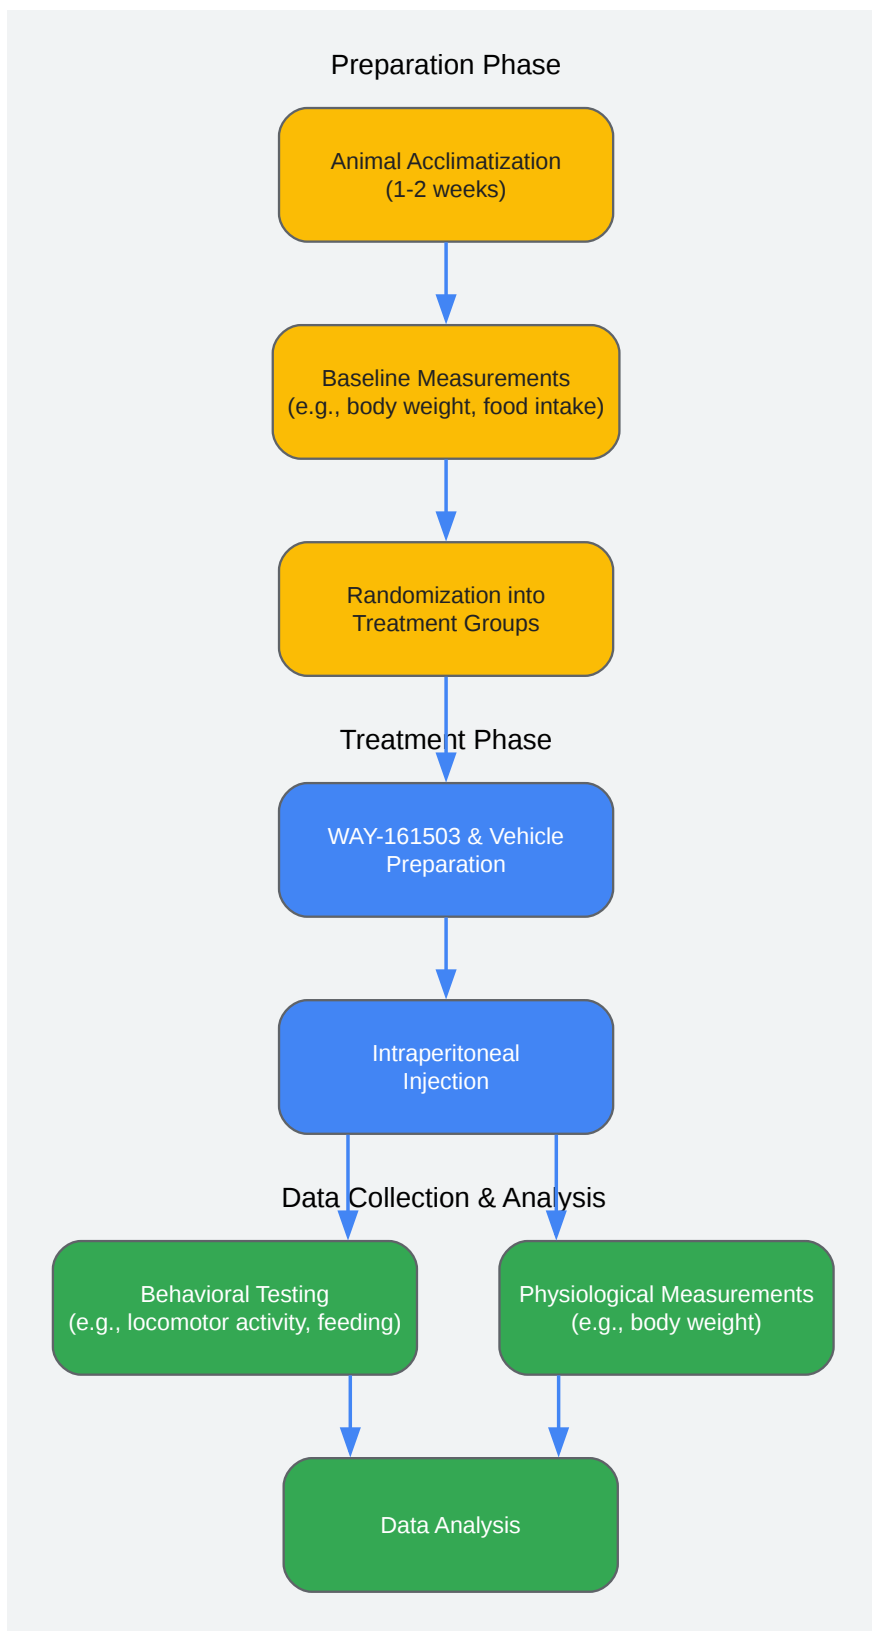 Preparation Phase
Animal Acclimatization
(1-2 weeks)
Baseline Measurements
(e.g., body weight, food intake)
Randomization into
Treatment Groups
Treatment Phase
WAY-161503 & Vehicle
Preparation
Intraperitoneal
Injection
Data Collection & Analysis
Behavioral Testing
(e.g., locomotor activity, feeding)
Physiological Measurements
(e.g., body weight)
Data Analysis